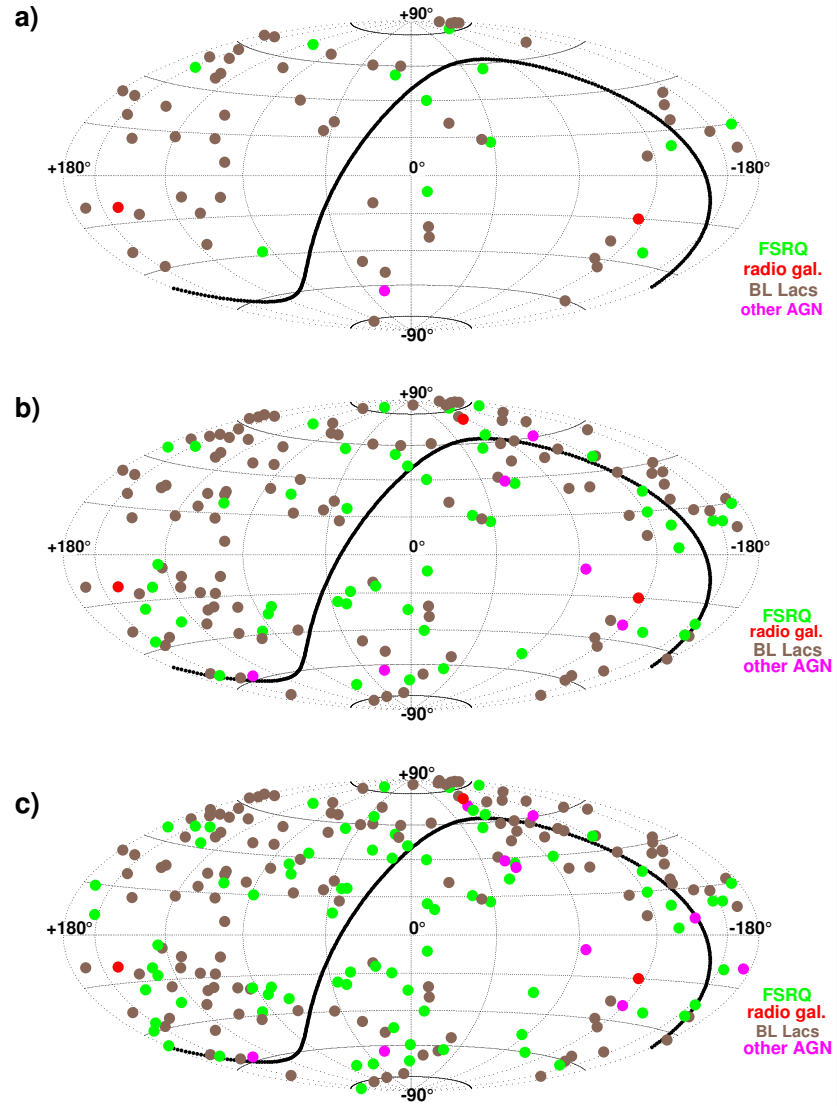 a)
+90°
+180°
0°
-180°
-90°
FSRQ
radio gal.
BL Lacs
other AGN
b)
+90°
+180°
0°
-180°
-90°
FSRQ
radio gal.
BL Lacs
other AGN
c)
+90°
+180°
0°
-180°
-90°
FSRQ
radio gal.
BL Lacs
other AGN